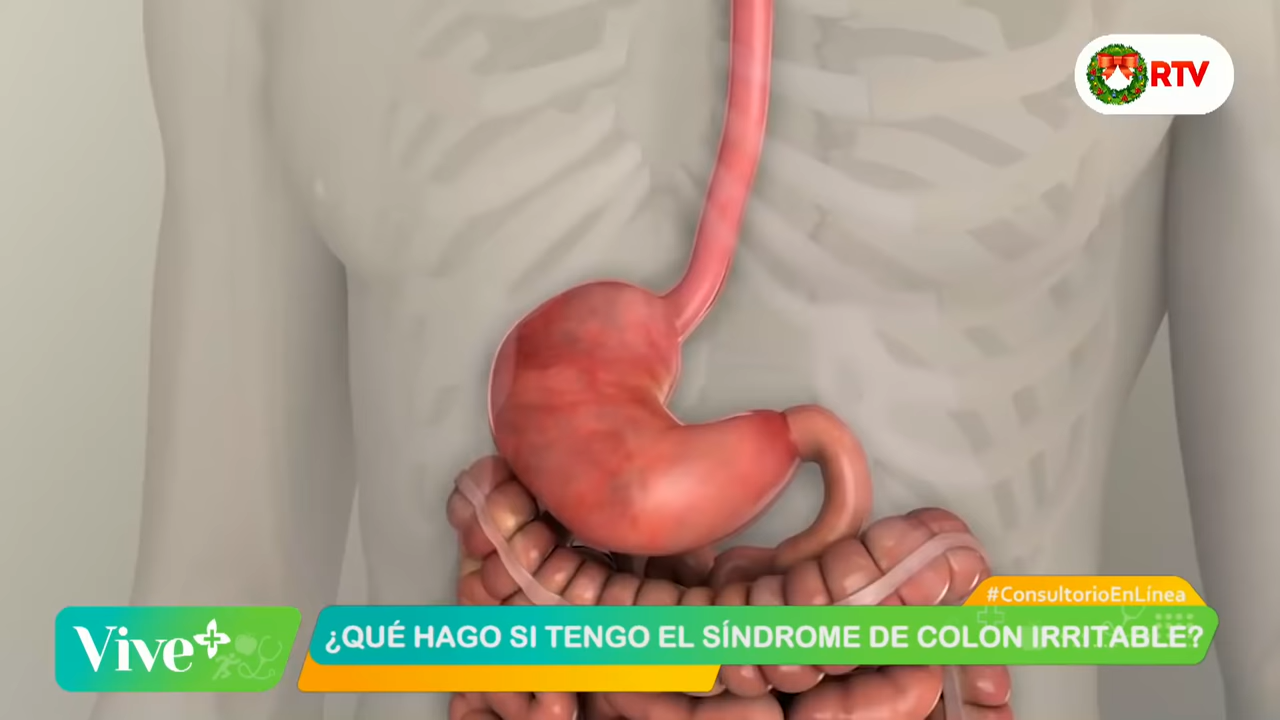 RTV
#ConsultorioEnLínea
Vive+
¿QUÉ HAGO SI TENGO EL SÍNDROME DE COLON IRRITABLE?